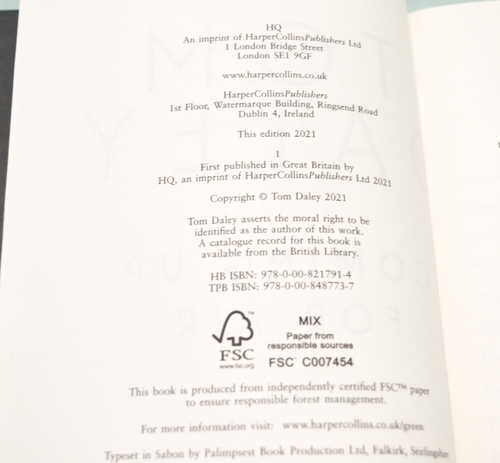 HQ
An imprint of HarperCollinsPublishers Ltd
1 London Bridge Street
London SE1 9GF
www.harpercollins.co.uk
HarperCollinsPublishers
1st Floor, Watermarque Building, Ringsend Road
Dublin 4, Ireland
This edition 2021
1
First published in Great Britain by
HQ, an imprint of HarperCollinsPublishers Ltd 2021
Copyright © Tom Daley 2021
Tom Daley asserts the moral right to be
identified as the author of this work.
A catalogue record for this book is
available from the British Library.
HB ISBN: 978-0-00-821791-4
TPB ISBN: 978-0-00-848773-7
FSC
www.fsc.org
MIX
Paper from
responsible sources
FSC® C007454
This book is produced from independently certified FSC™ paper
to ensure responsible forest management.
For more information visit: www.harpercollins.co.uk/green
Typeset in Sabon by Palimpsest Book Production Ltd, Falkirk, Stirlingshire